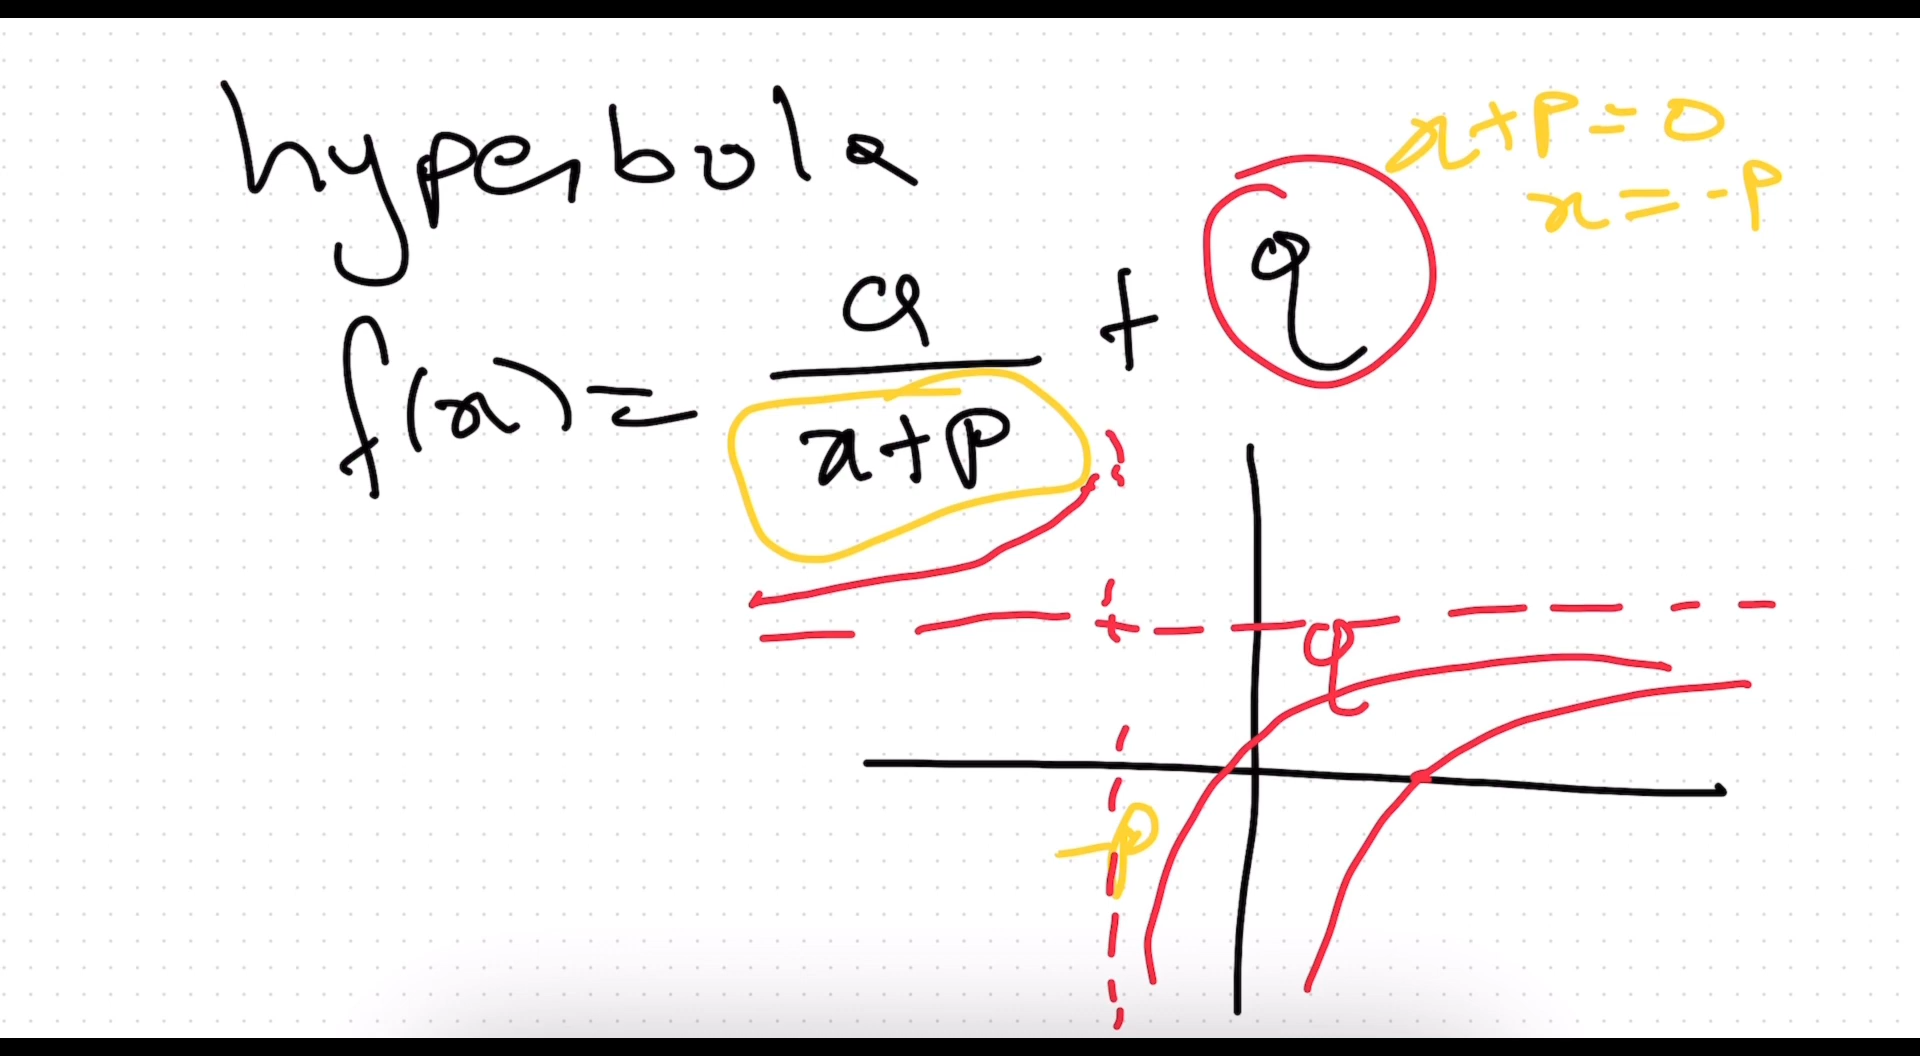 hyperbola
x+p=0
x=-p
f(x)= a/(x+p) + q
q
-p